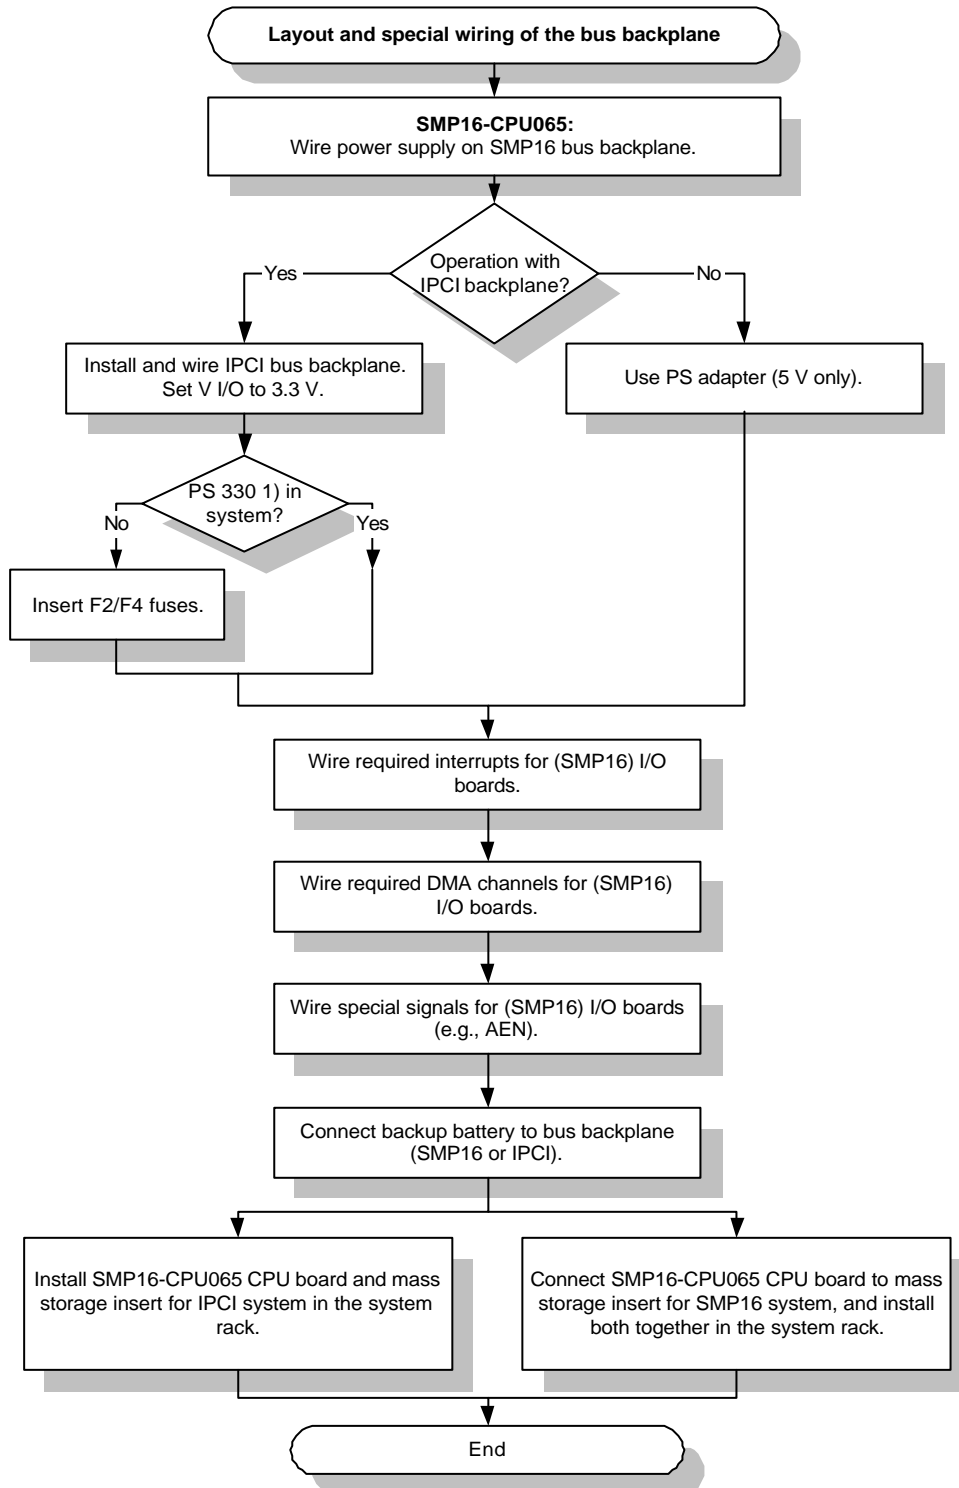 Layout and special wiring of the bus backplane
SMP16-CPU065:
Wire power supply on SMP16 bus backplane.
Operation with
IPCI backplane?
Yes
No
Install and wire IPCI bus backplane.
Set V I/O to 3.3 V.
Use PS adapter (5 V only).
PS 330 1) in
system?
No
Yes
Insert F2/F4 fuses.
Wire required interrupts for (SMP16) I/O
boards.
Wire required DMA channels for (SMP16)
I/O boards.
Wire special signals for (SMP16) I/O boards
(e.g., AEN).
Connect backup battery to bus backplane
(SMP16 or IPCI).
Install SMP16-CPU065 CPU board and mass
storage insert for IPCI system in the system
rack.
Connect SMP16-CPU065 CPU board to mass
storage insert for SMP16 system, and install
both together in the system rack.
End